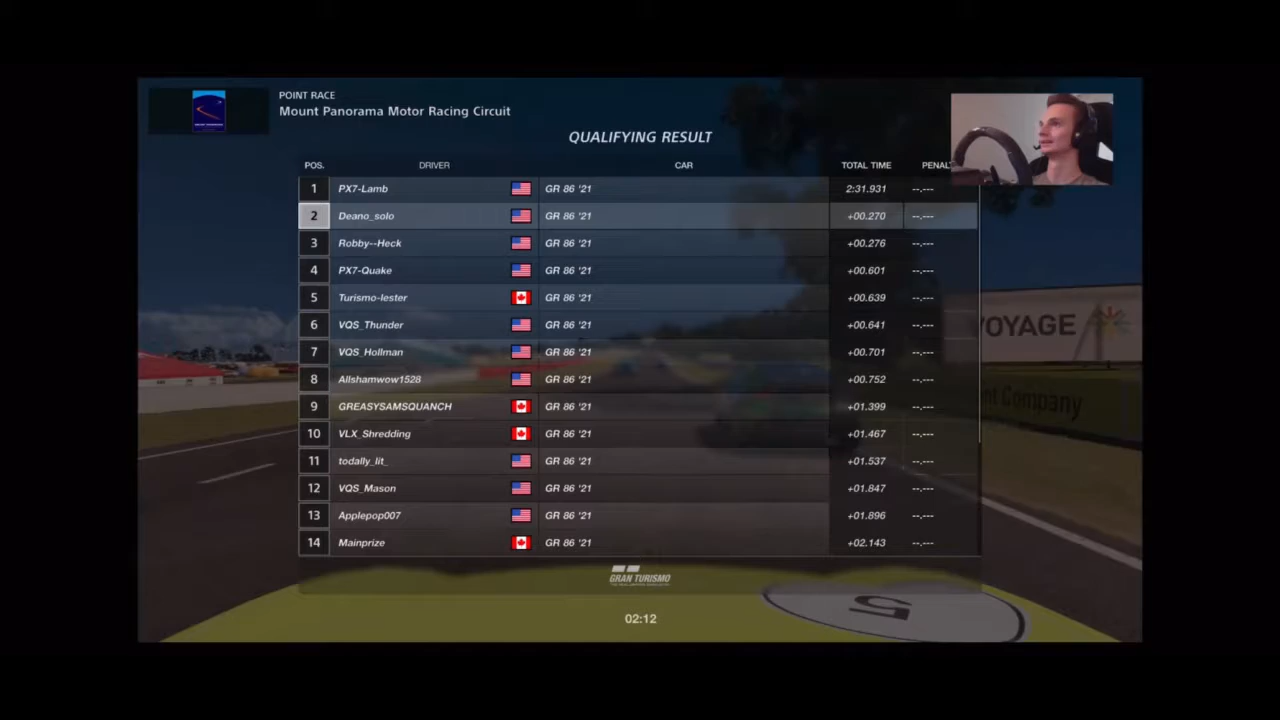 POINT RACE
Mount Panorama Motor Racing Circuit
QUALIFYING RESULT
POS. DRIVER CAR TOTAL TIME PENAL
1 PX7-Lamb GR 86 '21 2:31.931 --.---
2 Deano_solo GR 86 '21 +00.270 --.---
3 Robby--Heck GR 86 '21 +00.276 --.---
4 PX7-Quake GR 86 '21 +00.601 --.---
5 Turismo-lester GR 86 '21 +00.639 --.---
6 VQS_Thunder GR 86 '21 +00.641 --.---
7 VQS_Hollman GR 86 '21 +00.701 --.---
8 Allshamwow1528 GR 86 '21 +00.752 --.---
9 GREASYSAMSQUANCH GR 86 '21 +01.399 --.---
10 VLX_Shredding GR 86 '21 +01.467 --.---
11 todally_lit_ GR 86 '21 +01.537 --.---
12 VQS_Mason GR 86 '21 +01.847 --.---
13 Applepop007 GR 86 '21 +01.896 --.---
14 Mainprize GR 86 '21 +02.143 --.---
VOYAGE
nt Company
GRAN TURISMO
5
02:12